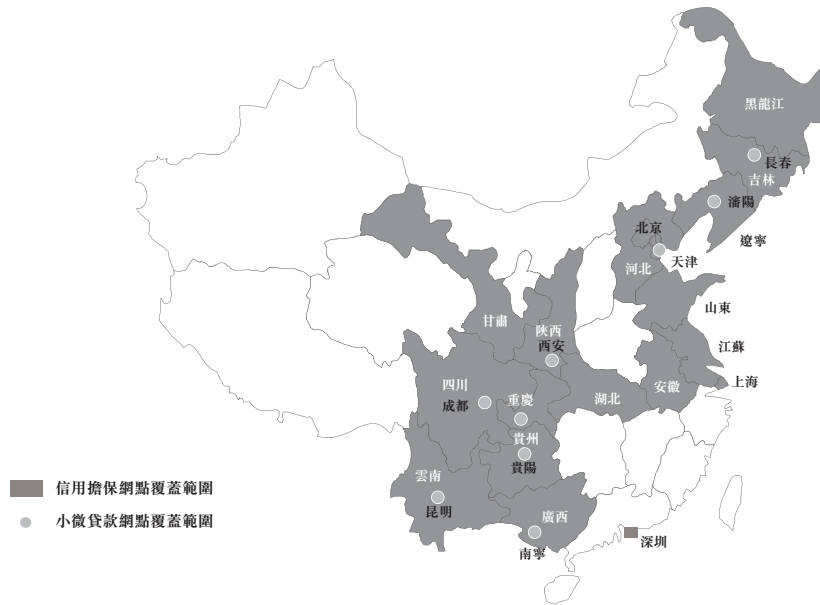 黑龍江
長春
吉林
瀋陽
遼寧
北京
天津
河北
山東
甘肅
陝西
西安
江蘇
上海
安徽
湖北
四川
成都
重慶
貴州
貴陽
雲南
昆明
廣西
南寧
深圳
信用擔保網點覆蓋範圍
小微貸款網點覆蓋範圍